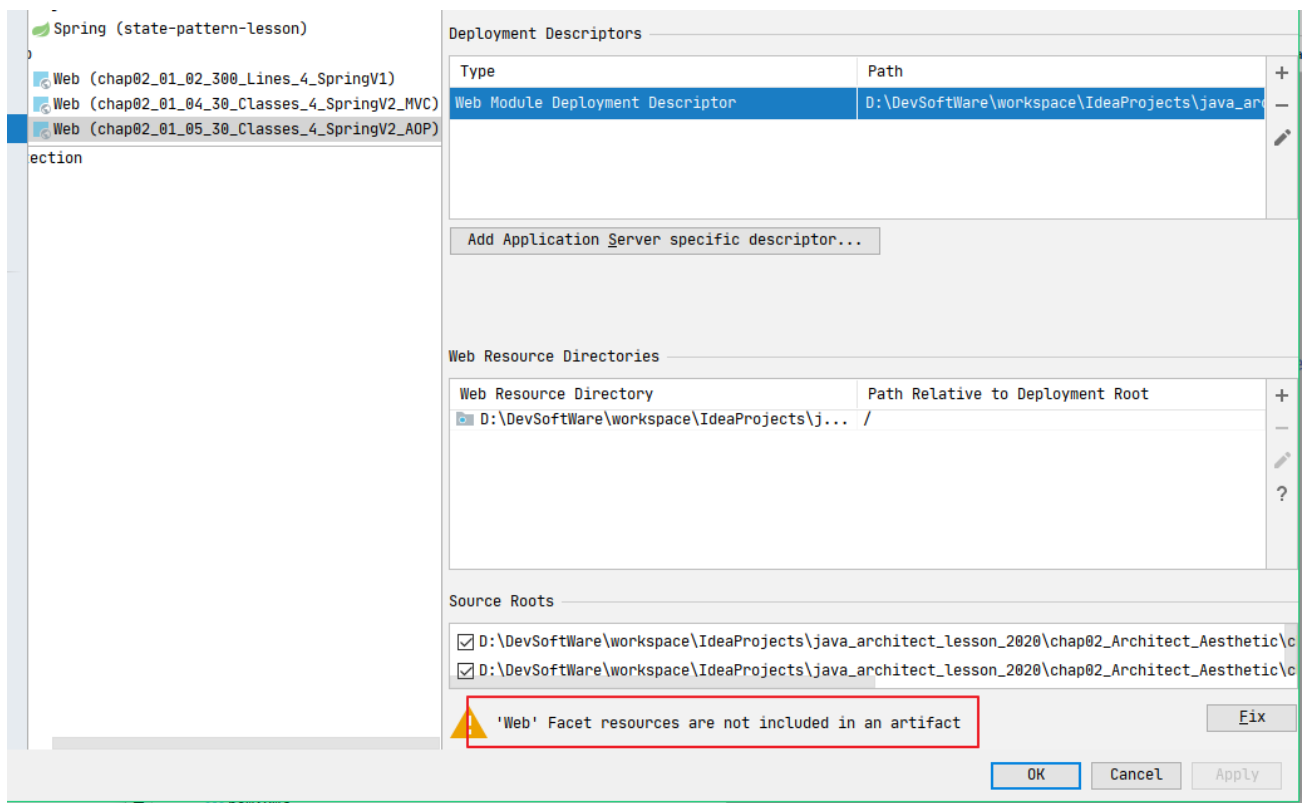 Spring (state-pattern-lesson)
Web (chap02_01_02_300_Lines_4_SpringV1)
Web (chap02_01_04_30_Classes_4_SpringV2_MVC)
Web (chap02_01_05_30_Classes_4_SpringV2_AOP)
ection
Deployment Descriptors
Type Path
Web Module Deployment Descriptor D:\DevSoftWare\workspace\IdeaProjects\java_arc
Add Application Server specific descriptor...
Web Resource Directories
Web Resource Directory Path Relative to Deployment Root
D:\DevSoftWare\workspace\IdeaProjects\j... /
?
Source Roots
D:\DevSoftWare\workspace\IdeaProjects\java_architect_lesson_2020\chap02_Architect_Aesthetic\c
D:\DevSoftWare\workspace\IdeaProjects\java_architect_lesson_2020\chap02_Architect_Aesthetic\c
'Web' Facet resources are not included in an artifact
Fix
OK Cancel Apply